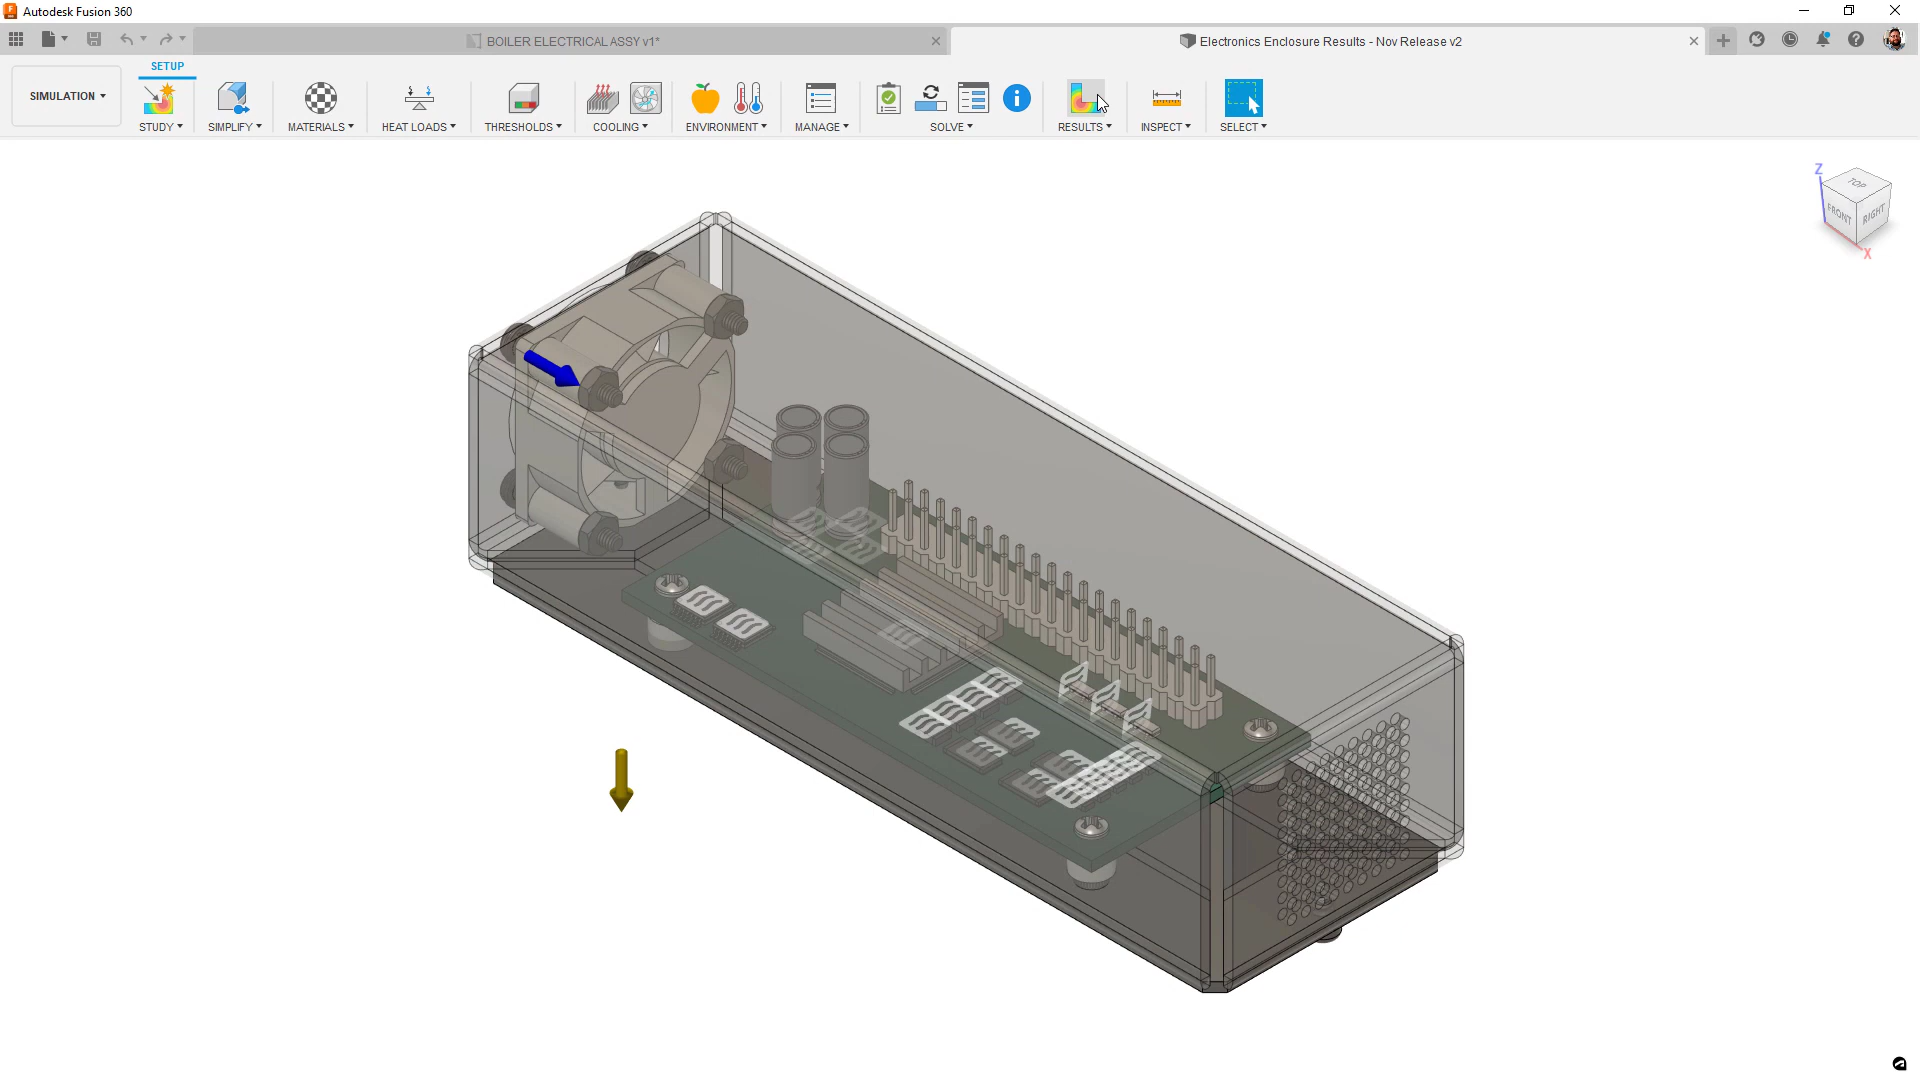 Autodesk Fusion 360
BOILER ELECTRICAL ASSY v1*
Electronics Enclosure Results - Nov Release v2
SETUP
SIMULATION
STUDY
SIMPLIFY
MATERIALS
HEAT LOADS
THRESHOLDS
COOLING
ENVIRONMENT
MANAGE
SOLVE
RESULTS
INSPECT
SELECT
Z
TOP
FRONT
RIGHT
X